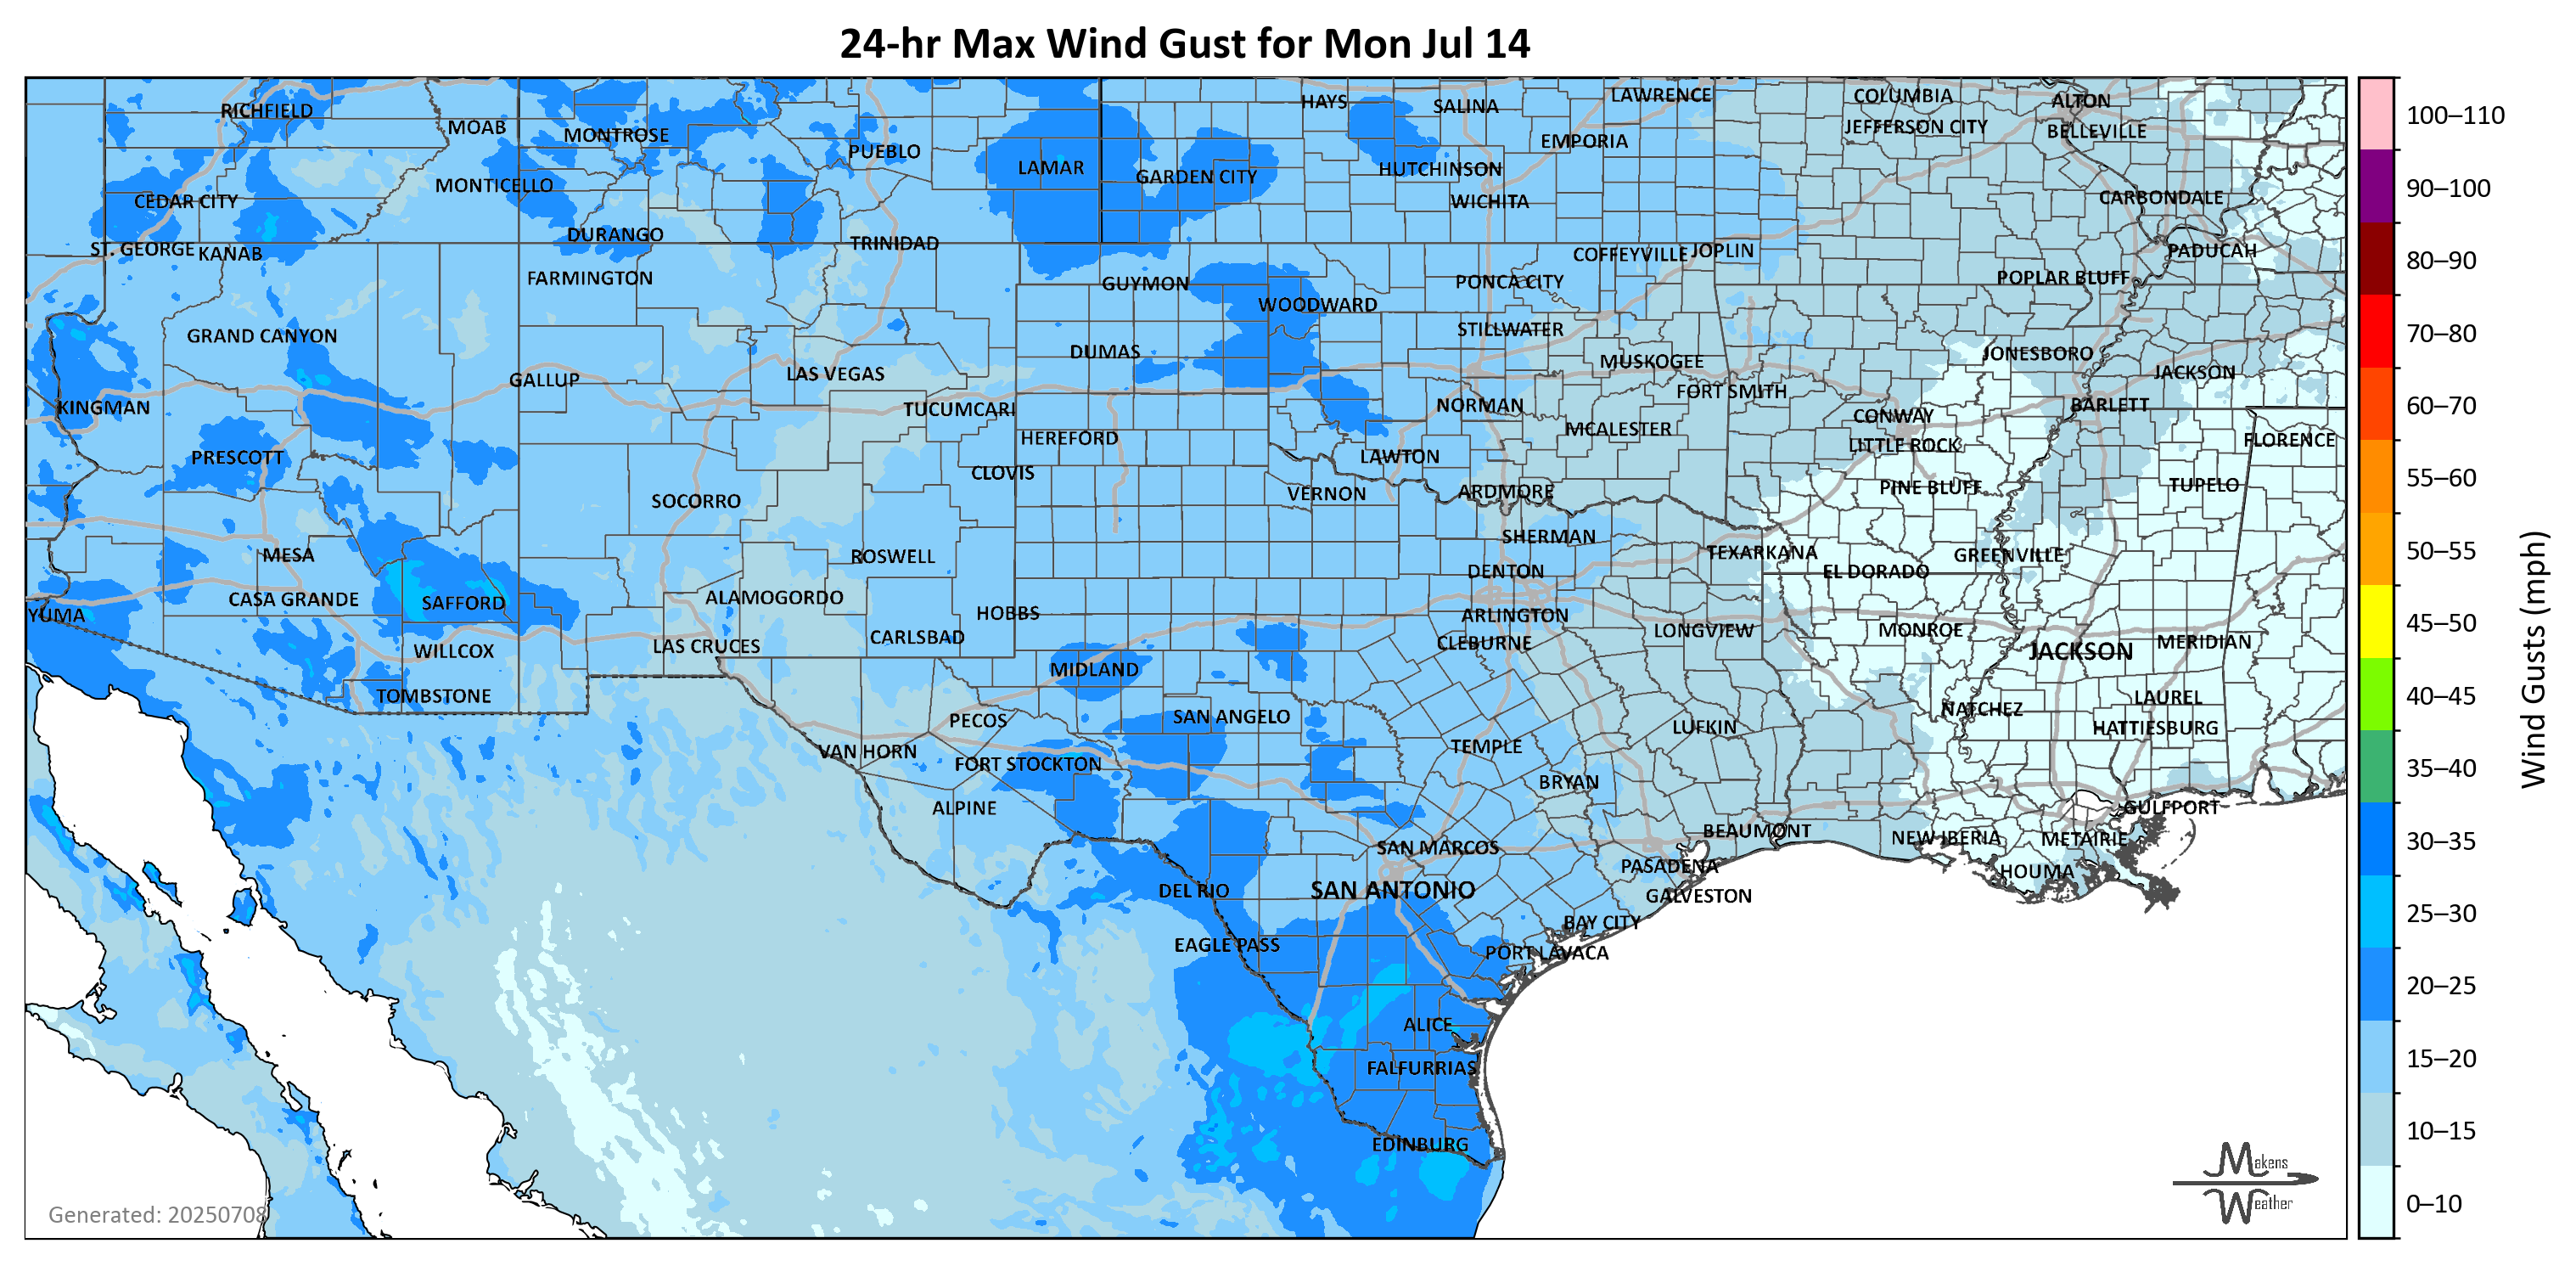 24-hr Max Wind Gust for Mon Jul 14
RICHFIELD
MOAB
MONTROSE
PUEBLO
LAMAR
HAYS
SALINA
LAWRENCE
COLUMBIA
ALTON
JEFFERSON CITY
BELLEVILLE
EMPORIA
HUTCHINSON
GARDEN CITY
MONTICELLO
CEDAR CITY
WICHITA
CARBONDALE
DURANGO
TRINIDAD
ST. GEORGE
KANAB
COFFEYVILLE
JOPLIN
PADUCAH
FARMINGTON
GUYMON
PONCA CITY
POPLAR BLUFF
WOODWARD
STILLWATER
GRAND CANYON
DUMAS
MUSKOGEE
JONESBORO
LAS VEGAS
JACKSON
GALLUP
FORT SMITH
KINGMAN
TUCUMCARI
NORMAN
BARLETT
CONWAY
MCALESTER
HEREFORD
LITTLE ROCK
FLORENCE
PRESCOTT
LAWTON
CLOVIS
TUPELO
PINE BLUFF
VERNON
ARDMORE
SOCORRO
SHERMAN
MESA
ROSWELL
TEXARKANA
GREENVILLE
DENTON
EL DORADO
CASA GRANDE
SAFFORD
ALAMOGORDO
HOBBS
ARLINGTON
YUMA
LONGVIEW
MONROE
CARLSBAD
CLEBURNE
MERIDIAN
LAS CRUCES
WILLCOX
JACKSON
MIDLAND
TOMBSTONE
LAUREL
NATCHEZ
PECOS
SAN ANGELO
LUFKIN
HATTIESBURG
VAN HORN
TEMPLE
FORT STOCKTON
BRYAN
ALPINE
GULFPORT
BEAUMONT
NEW IBERIA
METAIRIE
SAN MARCOS
PASADENA
HOUMA
DEL RIO
SAN ANTONIO
GALVESTON
BAY CITY
EAGLE PASS
PORT LAVACA
ALICE
FALFURRIAS
EDINBURG
Generated: 20250708
Makens
Weather
100–110
90–100
80–90
70–80
60–70
55–60
50–55
45–50
40–45
35–40
30–35
25–30
20–25
15–20
10–15
0–10
Wind Gusts (mph)